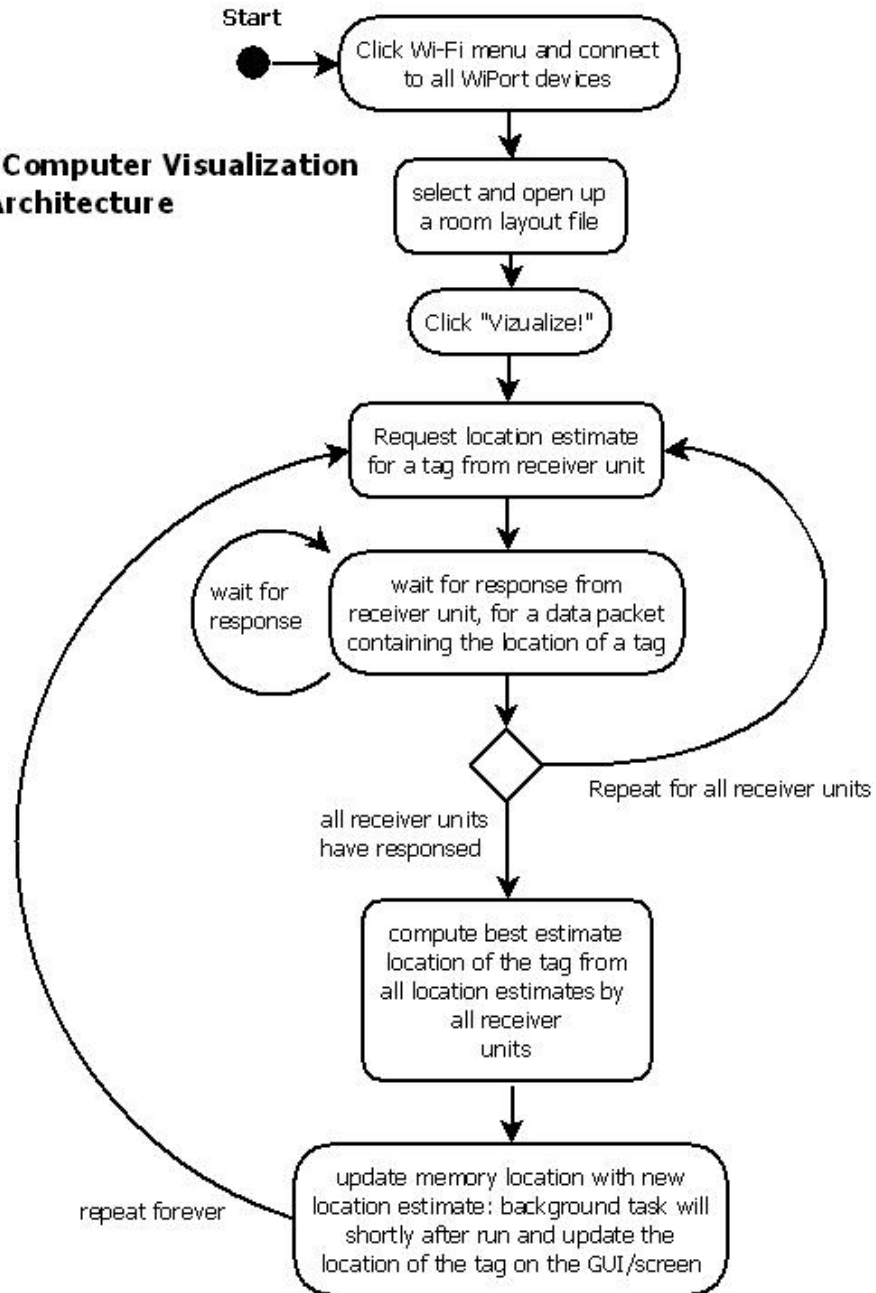 Start
Click Wi-Fi menu and connect
to all WiPort devices
Computer Visualization
Architecture
select and open up
a room layout file
Click "Vizualize!"
Request location estimate
for a tag from receiver unit
wait for
response
wait for response from
receiver unit, for a data packet
containing the location of a tag
Repeat for all receiver units
all receiver units
have responsed
compute best estimate
location of the tag from
all location estimates by
all receiver
units
repeat forever
update memory location with new
location estimate: background task will
shortly after run and update the
location of the tag on the GUI/screen